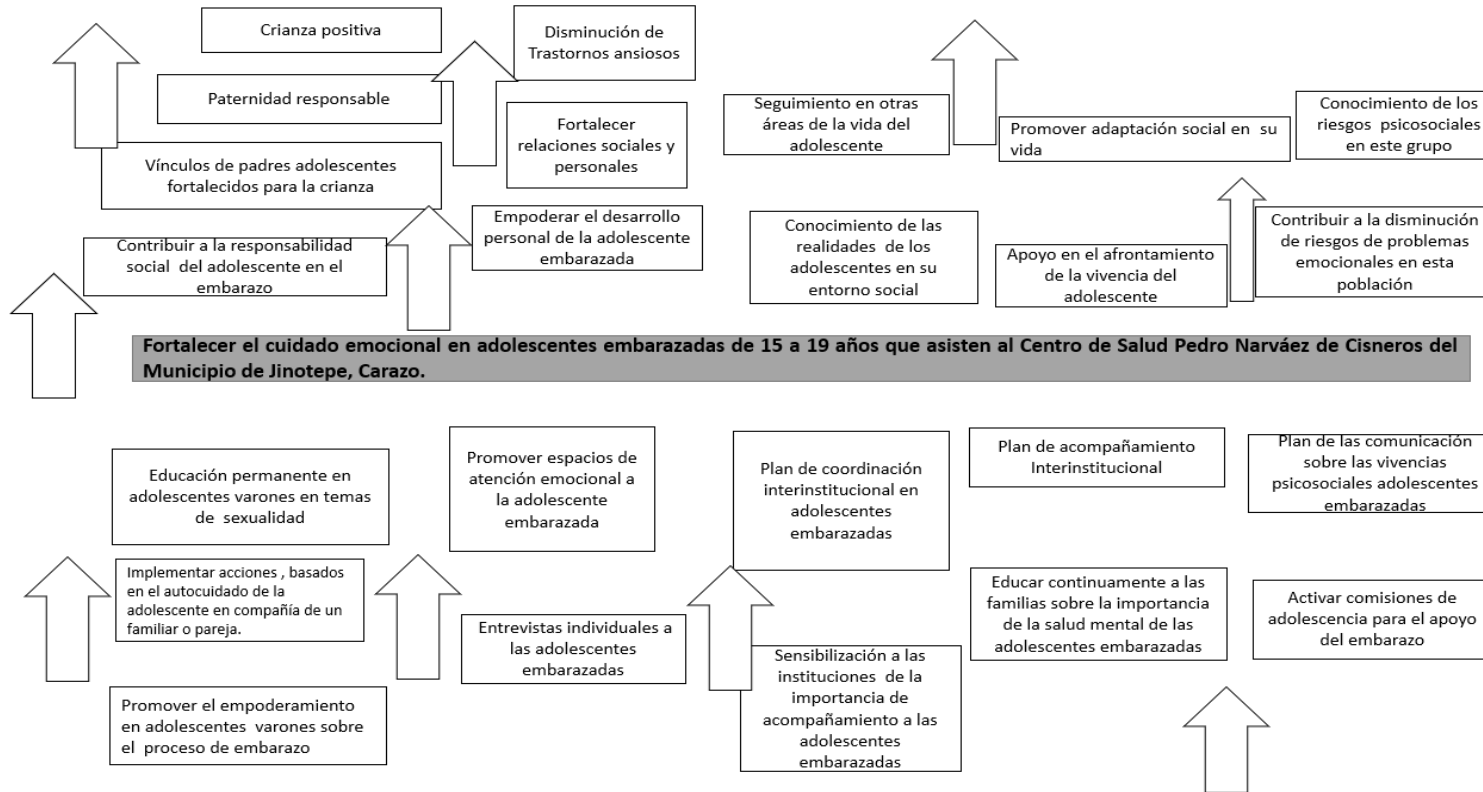 Crianza positiva
Disminución de
Trastornos ansiosos
Paternidad responsable
Fortalecer
relaciones sociales y
personales
Seguimiento en otras
áreas de la vida del
adolescente
Promover adaptación social en su
vida
Conocimiento de los
riesgos psicosociales
en este grupo
Vínculos de padres adolescentes
fortalecidos para la crianza
Contribuir a la responsabilidad
social del adolescente en el
embarazo
Empoderar el desarrollo
personal de la adolescente
embarazada
Conocimiento de las
realidades de los
adolescentes en su
entorno social
Apoyo en el afrontamiento
de la vivencia del
adolescente
Contribuir a la disminución
de riesgos de problemas
emocionales en esta
población
Fortalecer el cuidado emocional en adolescentes embarazadas de 15 a 19 años que asisten al Centro de Salud Pedro Narváez de Cisneros del
Municipio de Jinotepe, Carazo.
Educación permanente en
adolescentes varones en temas
de sexualidad
Promover espacios de
atención emocional a
la adolescente
embarazada
Plan de coordinación
interinstitucional en
adolescentes
embarazadas
Plan de acompañamiento
Interinstitucional
Plan de las comunicación
sobre las vivencias
psicosociales adolescentes
embarazadas
Implementar acciones , basados
en el autocuidado de la
adolescente en compañía de un
familiar o pareja.
Entrevistas individuales a
las adolescentes
embarazadas
Educar continuamente a las
familias sobre la importancia
de la salud mental de las
adolescentes embarazadas
Activar comisiones de
adolescencia para el apoyo
del embarazo
Promover el empoderamiento
en adolescentes varones sobre
el proceso de embarazo
Sensibilización a las
instituciones de la
importancia de
acompañamiento a las
adolescentes
embarazadas